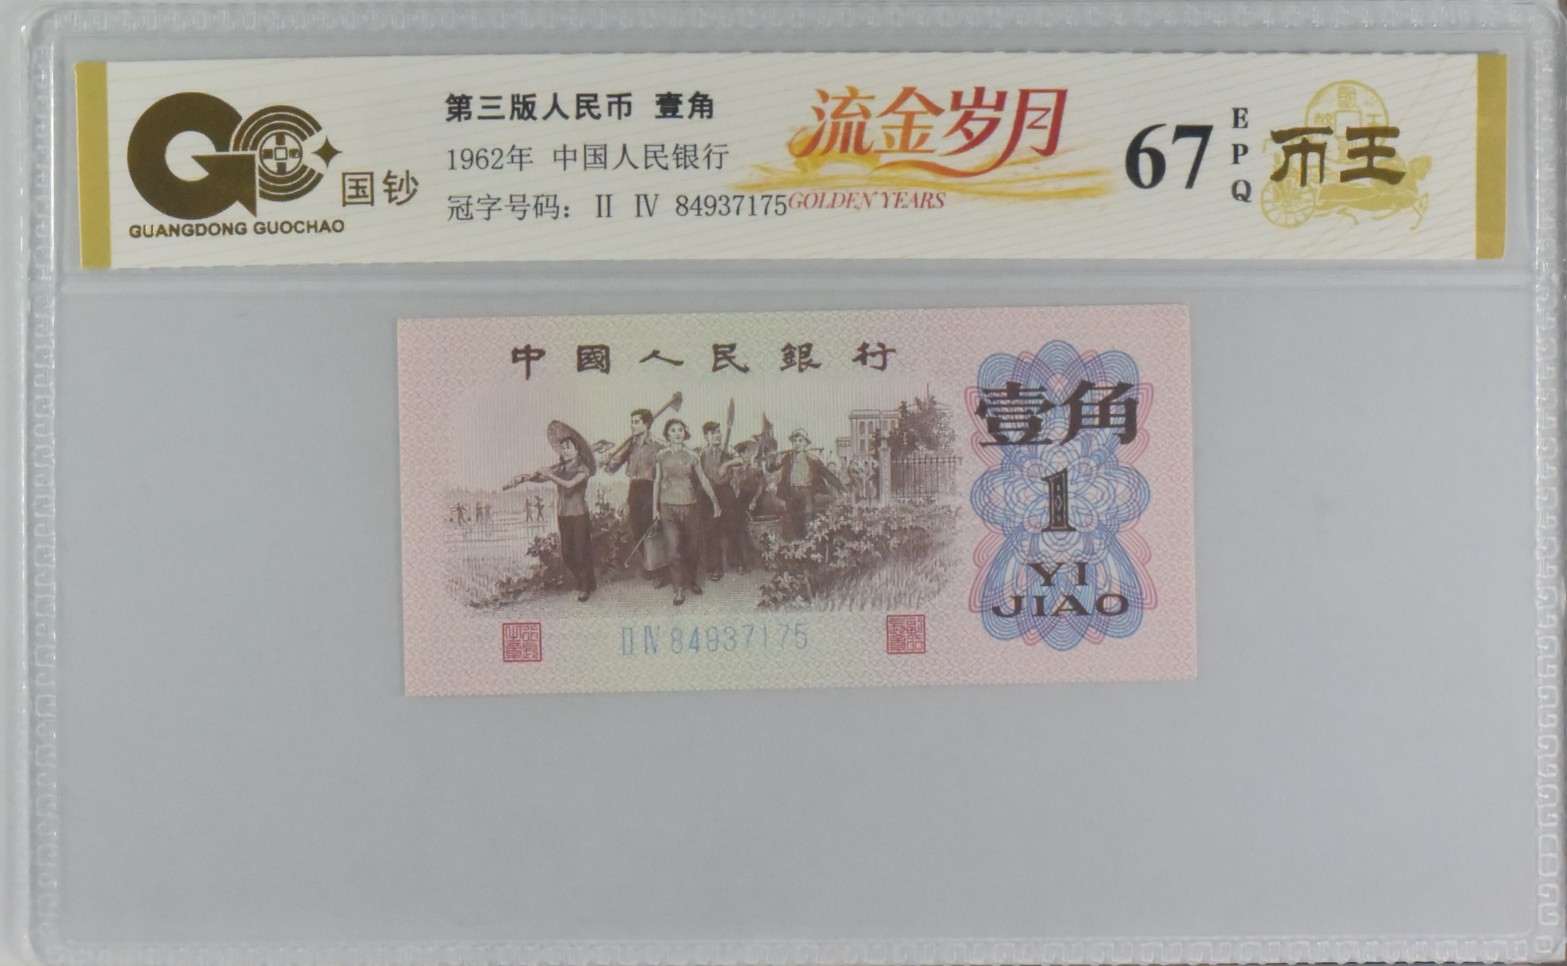 国钞
GUANGDONG GUOCHAO
第三版人民币 壹角
1962年 中国人民银行
冠字号码： II IV 84937175
流金岁月
GOLDEN YEARS
67
EPQ
币王
中國人民銀行
壹角
1
YI
JIAO
II IV 84937175